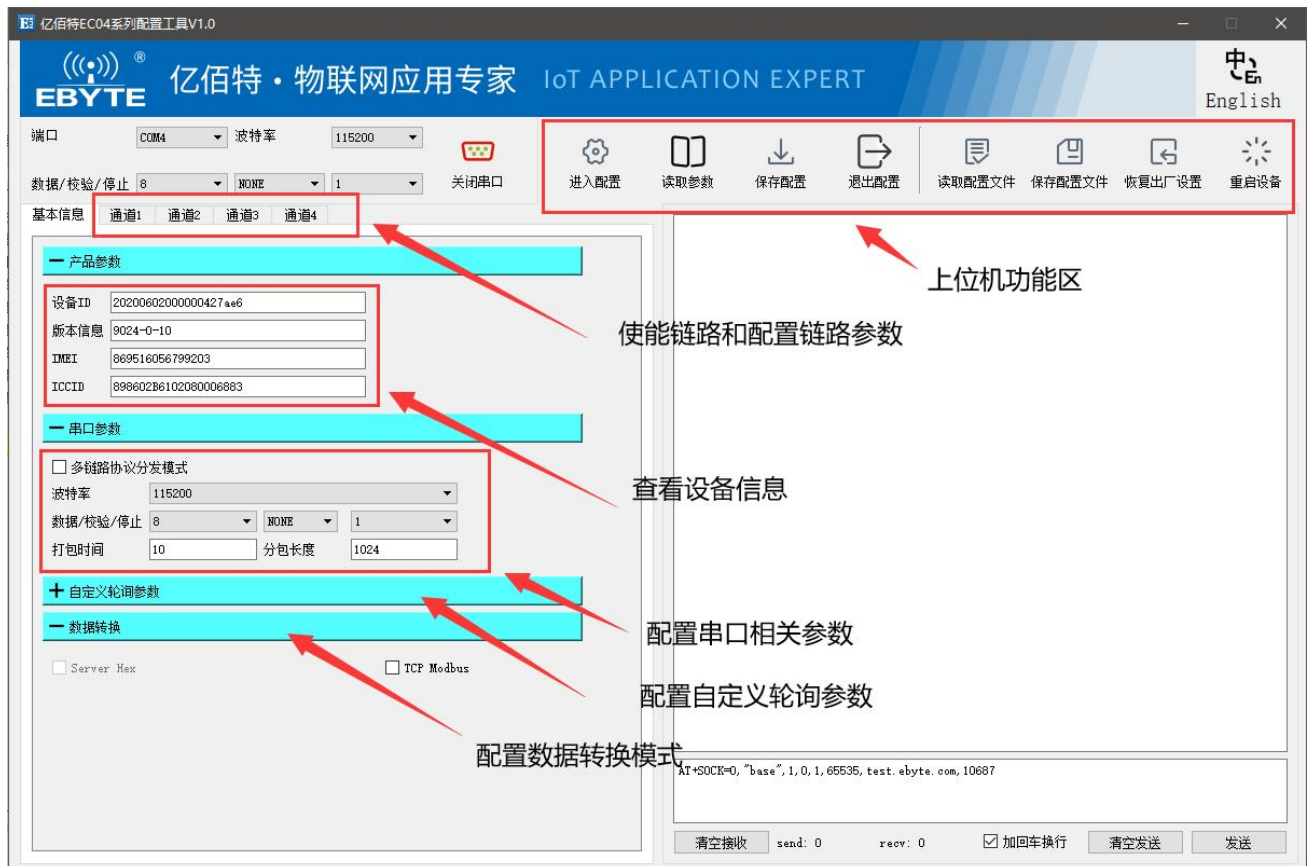 亿佰特EC04系列配置工具V1.0
EBYTE ® 亿佰特·物联网应用专家 IoT APPLICATION EXPERT
中 En
English
端口 COM4 波特率 115200
数据/校验/停止 8 NONE 1
关闭串口
进入配置 读取参数 保存配置 退出配置 读取配置文件 保存配置文件 恢复出厂设置 重启设备
基本信息 通道1 通道2 通道3 通道4
产品参数
上位机功能区
设备ID 20200602000000427ae6
版本信息 9024-0-10
使能链路和配置链路参数
IMEI 869516056799203
ICCID 898602B6102080006883
串口参数
多链路协议分发模式
查看设备信息
波特率 115200
数据/校验/停止 8 NONE 1
打包时间 10 分包长度 1024
自定义轮询参数
数据转换
配置串口相关参数
Server Hex TCP Modbus
配置自定义轮询参数
配置数据转换模式
AT+SOCK=0,"base",1,0,1,65535,test.ebyte.com,10687
清空接收 send: 0 recv: 0 加回车换行 清空发送 发送